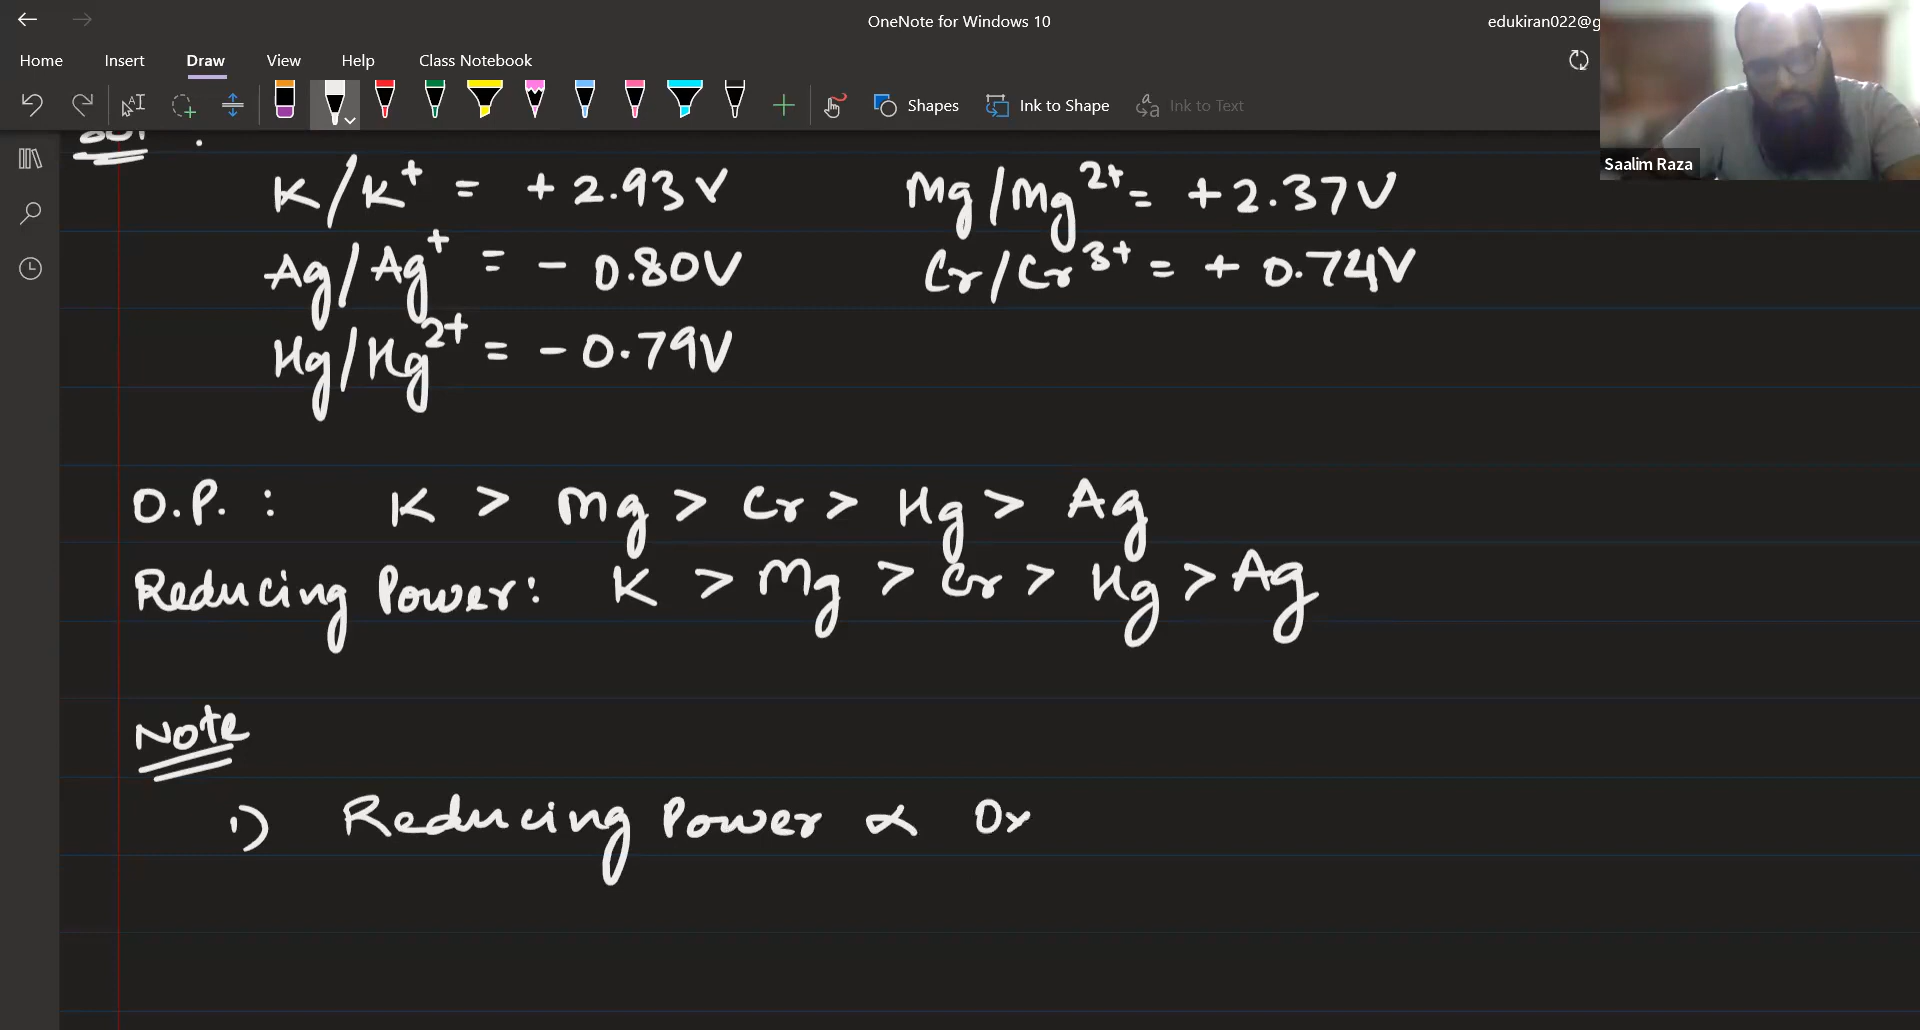 OneNote for Windows 10
edukiran022@g
Home Insert Draw View Help Class Notebook
Shapes Ink to Shape Ink to Text
Saalim Raza
K/K⁺ = + 2.93 V Mg/Mg²⁺ = +2.37V
Ag/Ag⁺ = - 0.80V Cr/Cr³⁺ = + 0.74V
Hg/Hg²⁺ = - 0.79V
O.P. : K > Mg > Cr > Hg > Ag
Reducing Power: K > Mg > Cr > Hg > Ag
Note
1) Reducing Power ∝ Ox